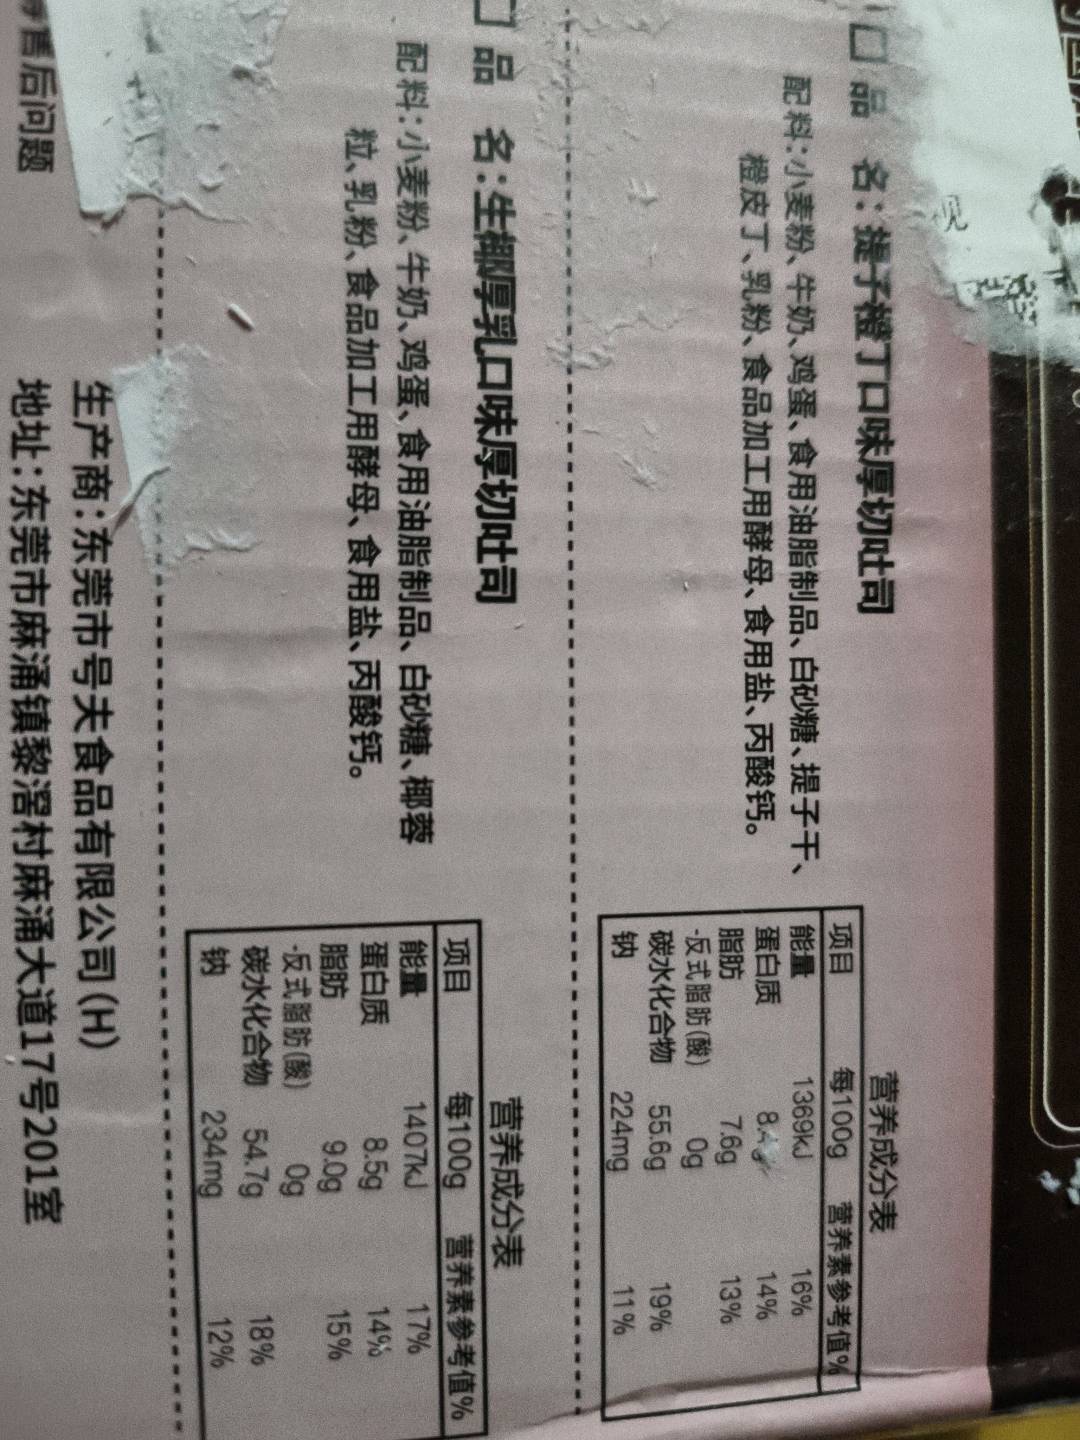 品 名:提子橙丁口味厚切吐司
配料:小麦粉、牛奶、鸡蛋、食用油脂制品、白砂糖、提子干、
橙皮丁、乳粉、食品加工用酵母、食用盐、丙酸钙。
营养成分表
项目 每100g 营养素参考值%
能量 1369kJ 16%
蛋白质 8. 14%
脂肪 7.6g 13%
-反式脂肪(酸) 0g
碳水化合物 55.6g 19%
钠 224mg 11%
品 名:生椰厚乳口味厚切吐司
配料:小麦粉、牛奶、鸡蛋、食用油脂制品、白砂糖、椰蓉
粒、乳粉、食品加工用酵母、食用盐、丙酸钙。
营养成分表
项目 每100g 营养素参考值%
能量 1407kJ 17%
蛋白质 8.5g 14%
脂肪 9.0g 15%
-反式脂肪(酸) 0g
碳水化合物 54.7g 18%
钠 234mg 12%
生产商:东莞市号夫食品有限公司(H)
地址:东莞市麻涌镇黎滘村麻涌大道17号201室
售后问题
见